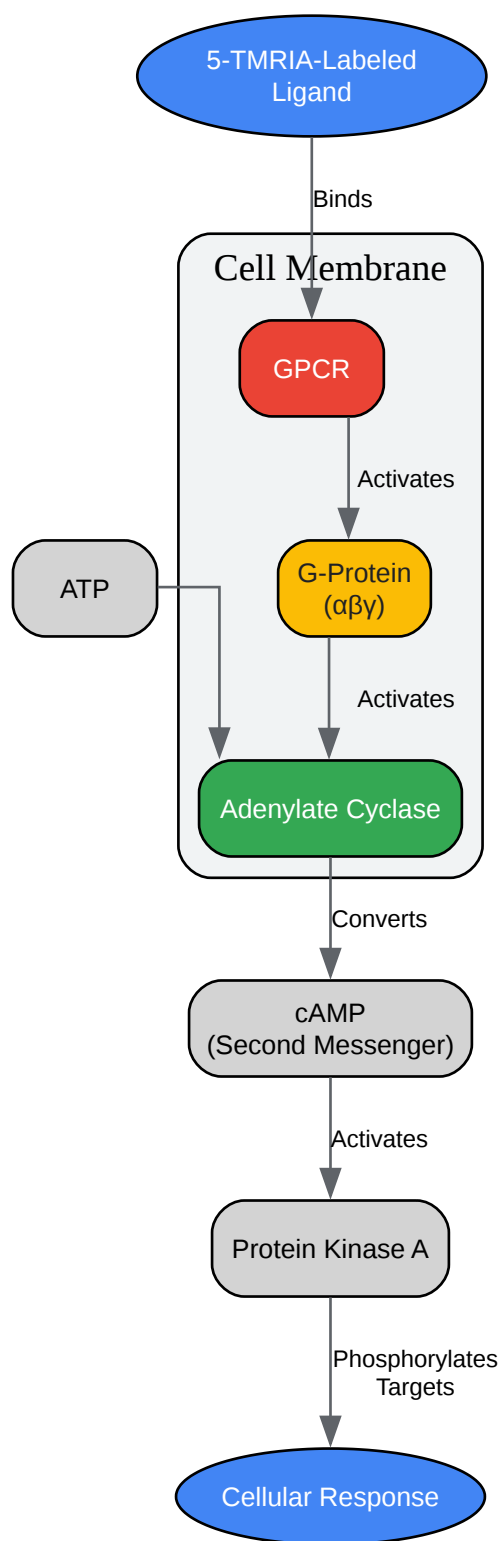 5-TMRIA-Labeled
Ligand
Binds
Cell Membrane
GPCR
Activates
ATP
G-Protein
(αβγ)
Activates
Adenylate Cyclase
Converts
cAMP
(Second Messenger)
Activates
Protein Kinase A
Phosphorylates
Targets
Cellular Response